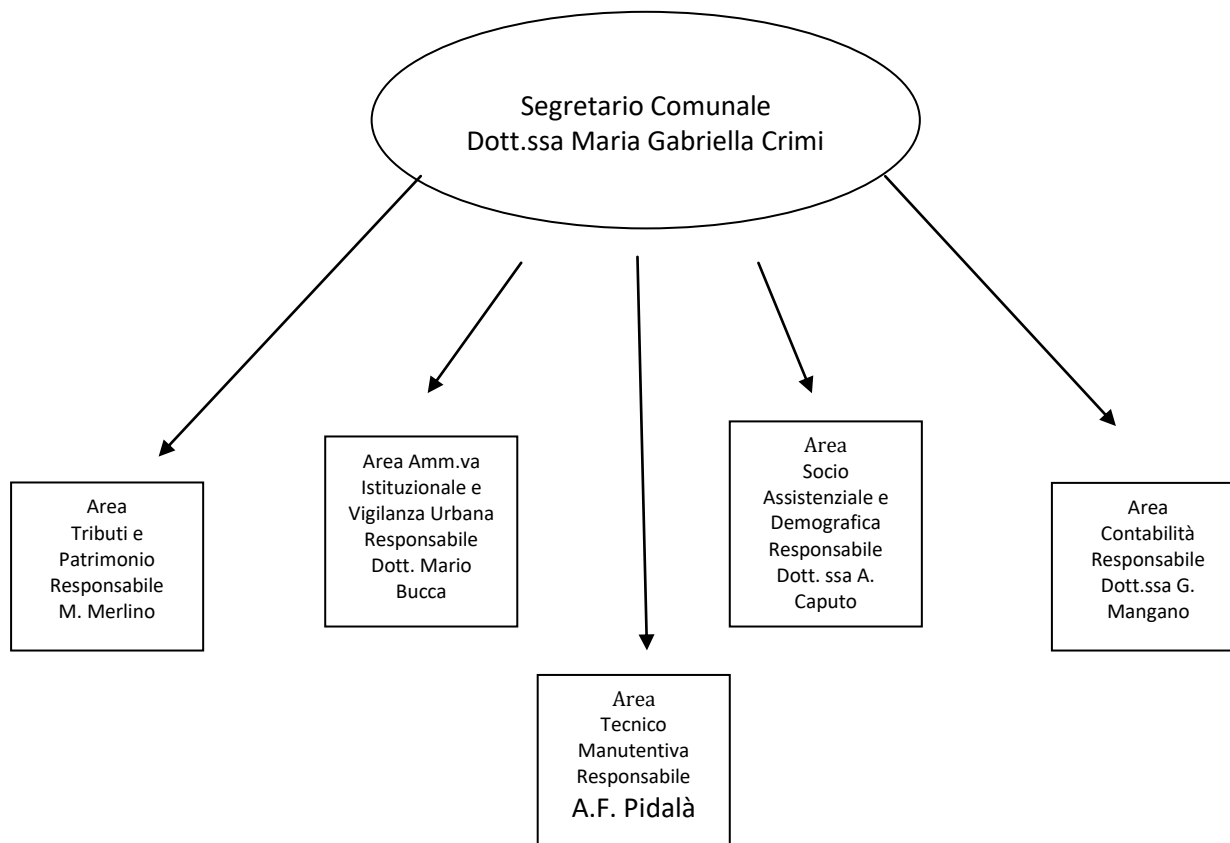 Segretario Comunale
Dott.ssa Maria Gabriella Crimi
Area
Tributi e
Patrimonio
Responsabile
M. Merlino
Area Amm.va
Istituzionale e
Vigilanza Urbana
Responsabile
Dott. Mario
Bucca
Area
Tecnico
Manutentiva
Responsabile
A.F. Pidalà
Area
Socio
Assistenziale e
Demografica
Responsabile
Dott. ssa A.
Caputo
Area
Contabilità
Responsabile
Dott.ssa G.
Mangano